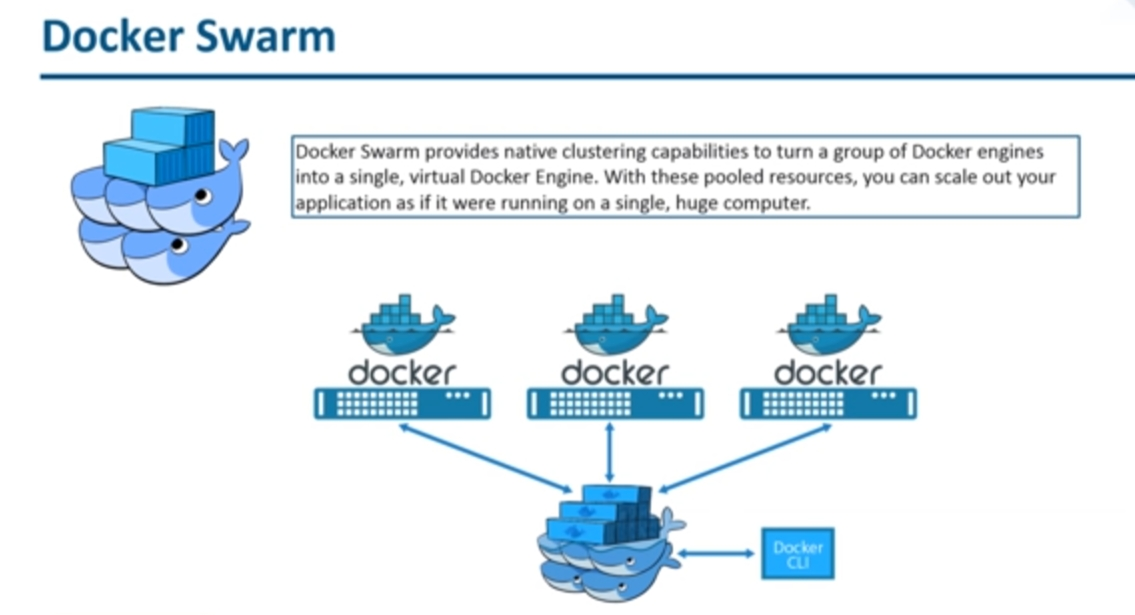 Docker Swarm
Docker Swarm provides native clustering capabilities to turn a group of Docker engines
into a single, virtual Docker Engine. With these pooled resources, you can scale out your
application as if it were running on a single, huge computer.
docker
docker
docker
Docker
CLI